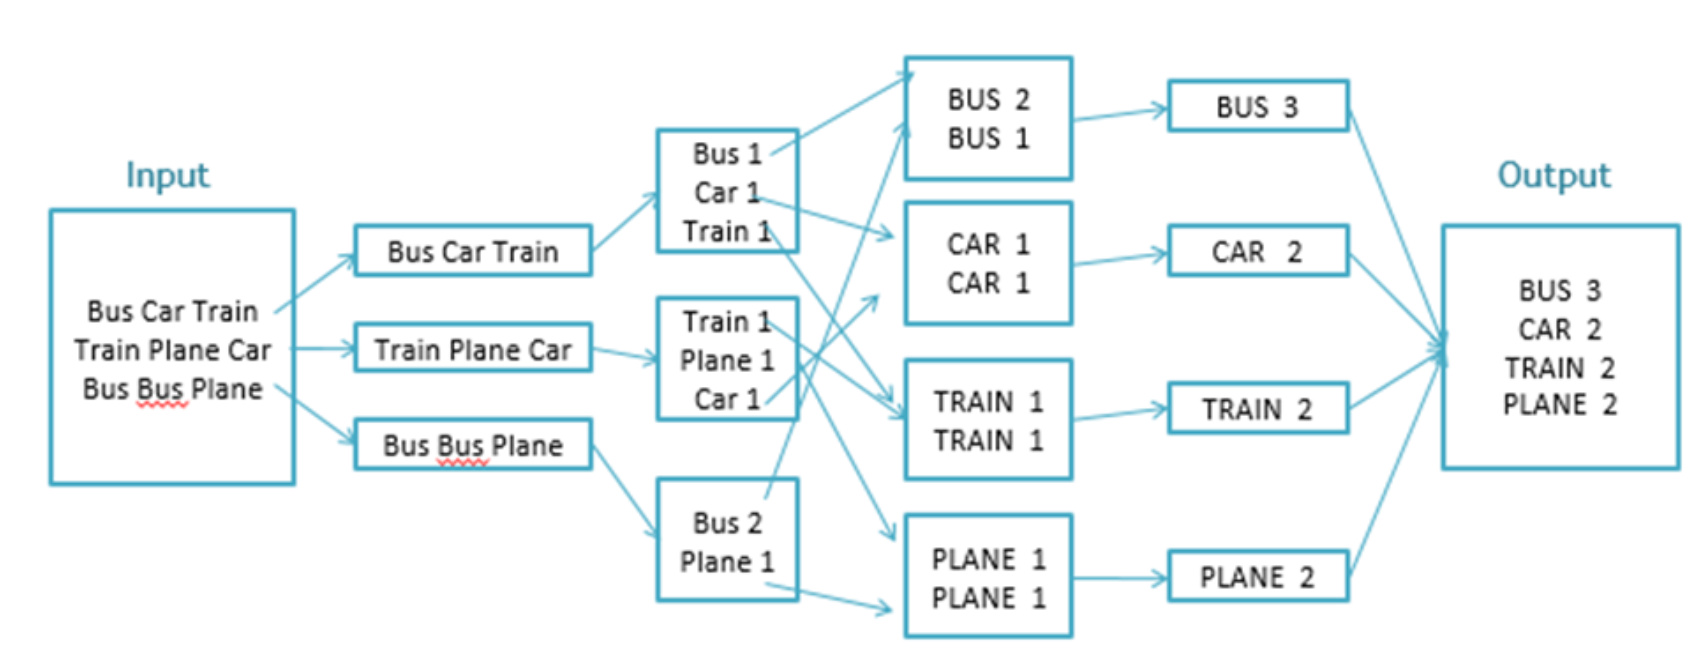 Input
Bus Car Train
Train Plane Car
Bus Bus Plane
Bus Car Train
Train Plane Car
Bus Bus Plane
Bus 1
Car 1
Train 1
Train 1
Plane 1
Car 1
Bus 2
Plane 1
BUS 2
BUS 1
CAR 1
CAR 1
TRAIN 1
TRAIN 1
PLANE 1
PLANE 1
BUS 3
CAR 2
TRAIN 2
PLANE 2
Output
BUS 3
CAR 2
TRAIN 2
PLANE 2